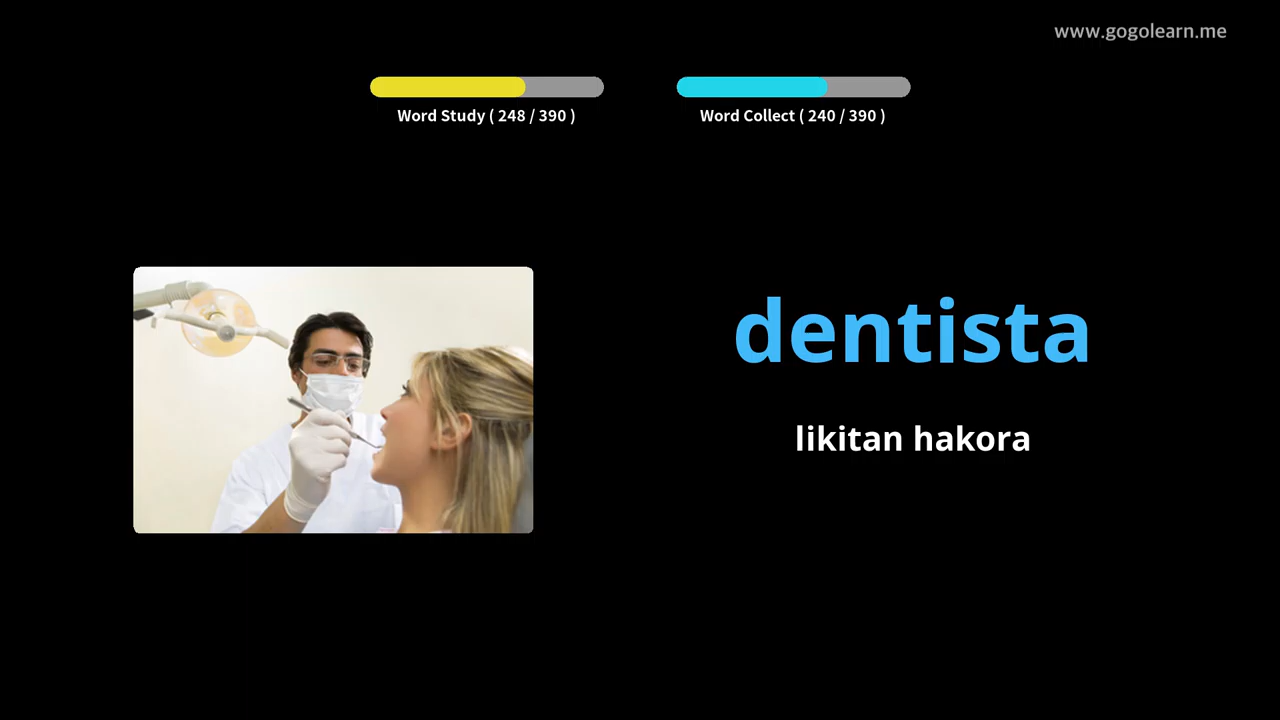 www.gogolearn.me
Word Study ( 248 / 390 )
Word Collect ( 240 / 390 )
dentista
likitan hakora